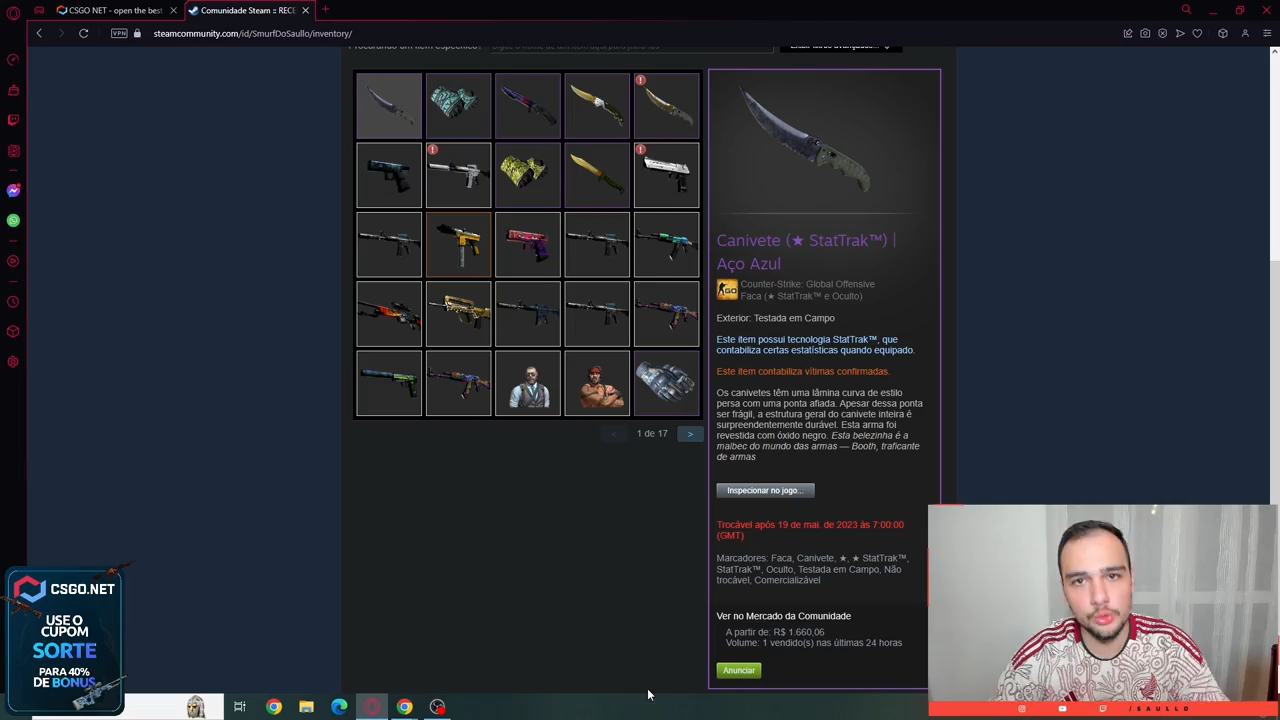 CSGO NET - open the best
Comunidade Steam :: RECE
VPN
steamcommunity.com/id/SmurfDoSaullo/inventory/
Canivete (★ StatTrak™) |
Aço Azul
Counter-Strike: Global Offensive
Faca (★ StatTrak™ e Oculto)
Exterior: Testada em Campo
Este item possui tecnologia StatTrak™, que
contabiliza certas estatísticas quando equipado.
Este item contabiliza vítimas confirmadas.
Os canivetes têm uma lâmina curva de estilo
persa com uma ponta afiada. Apesar dessa ponta
ser frágil, a estrutura geral do canivete inteira é
surpreendentemente durável. Esta arma foi
revestida com óxido negro. Esta belezinha é a
malbec do mundo das armas — Booth, traficante
de armas
1 de 17
Inspecionar no jogo...
Trocável após 19 de mai. de 2023 às 7:00:00
(GMT)
Marcadores: Faca, Canivete, ★, ★ StatTrak™,
StatTrak™, Oculto, Testada em Campo, Não
trocável, Comercializável
Ver no Mercado da Comunidade
A partir de: R$ 1.660,06
Volume: 1 vendido(s) nas últimas 24 horas
Anunciar
CSGO.NET
USE O
CUPOM
SORTE
PARA 40%
DE BONUS
/SAULLO